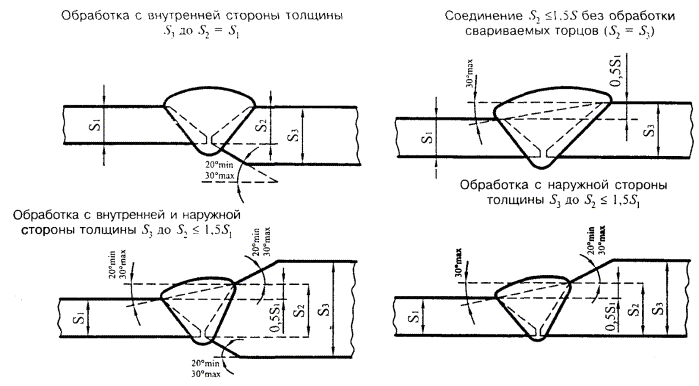 Обработка с внутренней стороны толщины
S₃ до S₂ = S₁
S₁
S₂
S₃
20°min
30°max
Соединение S₂ ≤1.5S без обработки
свариваемых торцов (S₂ = S₃)
30°max
0,5S₁
S₁
S₃
Обработка с внутренней и наружной
стороны толщины S₃ до S₂ ≤ 1,5S₁
20°min
30°max
20°min
30°max
S₁
0,5S₁
S₂
S₃
20°min
30°max
Обработка с наружной стороны
толщины S₃ до S₂ ≤ 1,5S₁
30°max
20°min
30°max
S₁
0,5S₁
S₂
S₃